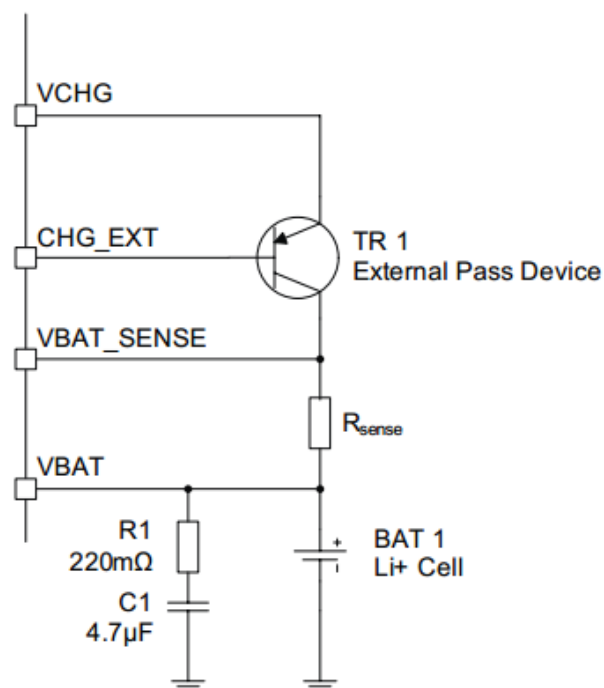 VCHG
CHG_EXT
TR 1
External Pass Device
VBAT_SENSE
Rsense
VBAT
R1
220mΩ
C1
4.7µF
+
BAT 1
Li+ Cell
-